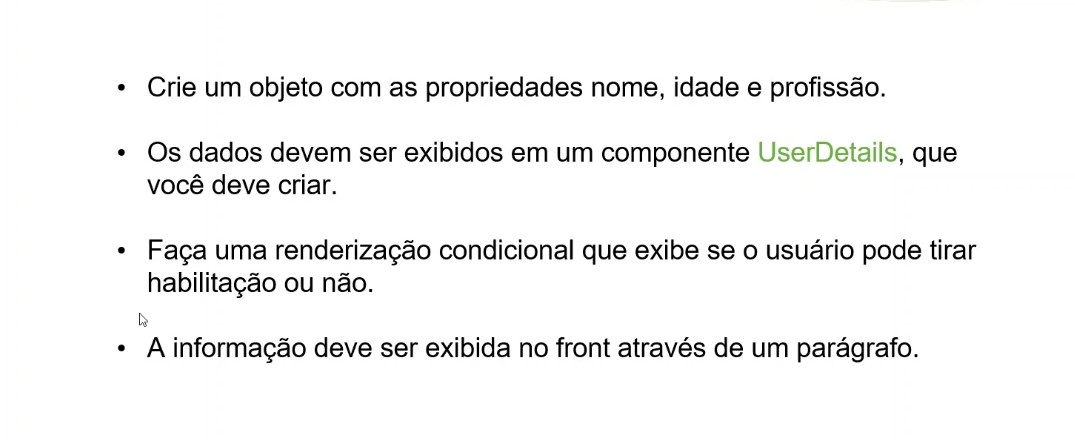 • Crie um objeto com as propriedades nome, idade e profissão.
• Os dados devem ser exibidos em um componente UserDetails, que
você deve criar.
• Faça uma renderização condicional que exibe se o usuário pode tirar
habilitação ou não.
• A informação deve ser exibida no front através de um parágrafo.